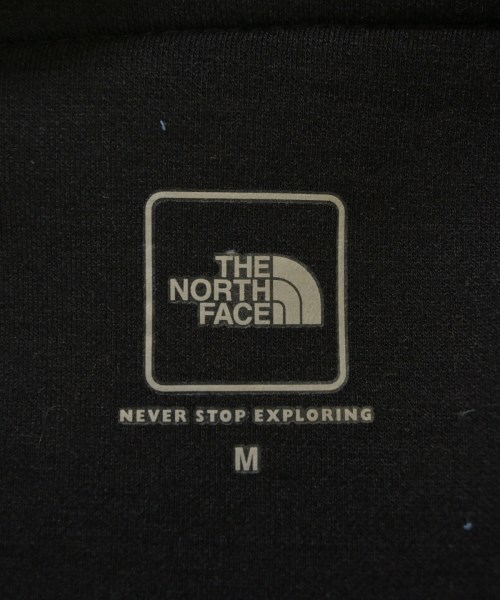 THE
NORTH
FACE
NEVER STOP EXPLORING
M